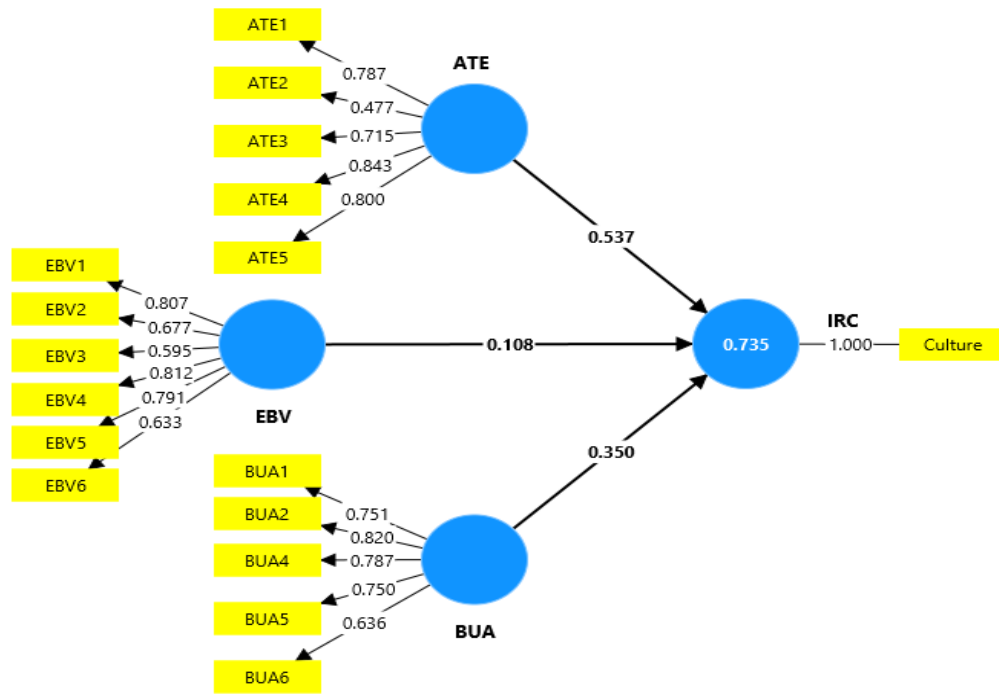 ATE1
ATE2
ATE3
ATE4
ATE5
0.787
0.477
0.715
0.843
0.800
ATE
0.537
EBV1
EBV2
EBV3
EBV4
EBV5
EBV6
0.807
0.677
0.595
0.812
0.791
0.633
EBV
0.108
BUA1
BUA2
BUA4
BUA5
BUA6
0.751
0.820
0.787
0.750
0.636
BUA
0.350
0.735
IRC
1.000
Culture